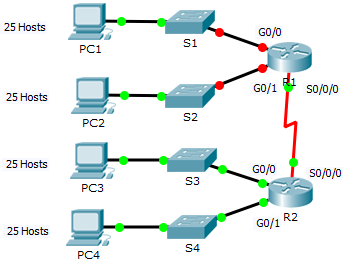 25 Hosts
PC1
S1
G0/0
R1
25 Hosts
PC2
S2
G0/1
S0/0/0
25 Hosts
PC3
S3
G0/0
S0/0/0
R2
25 Hosts
PC4
S4
G0/1